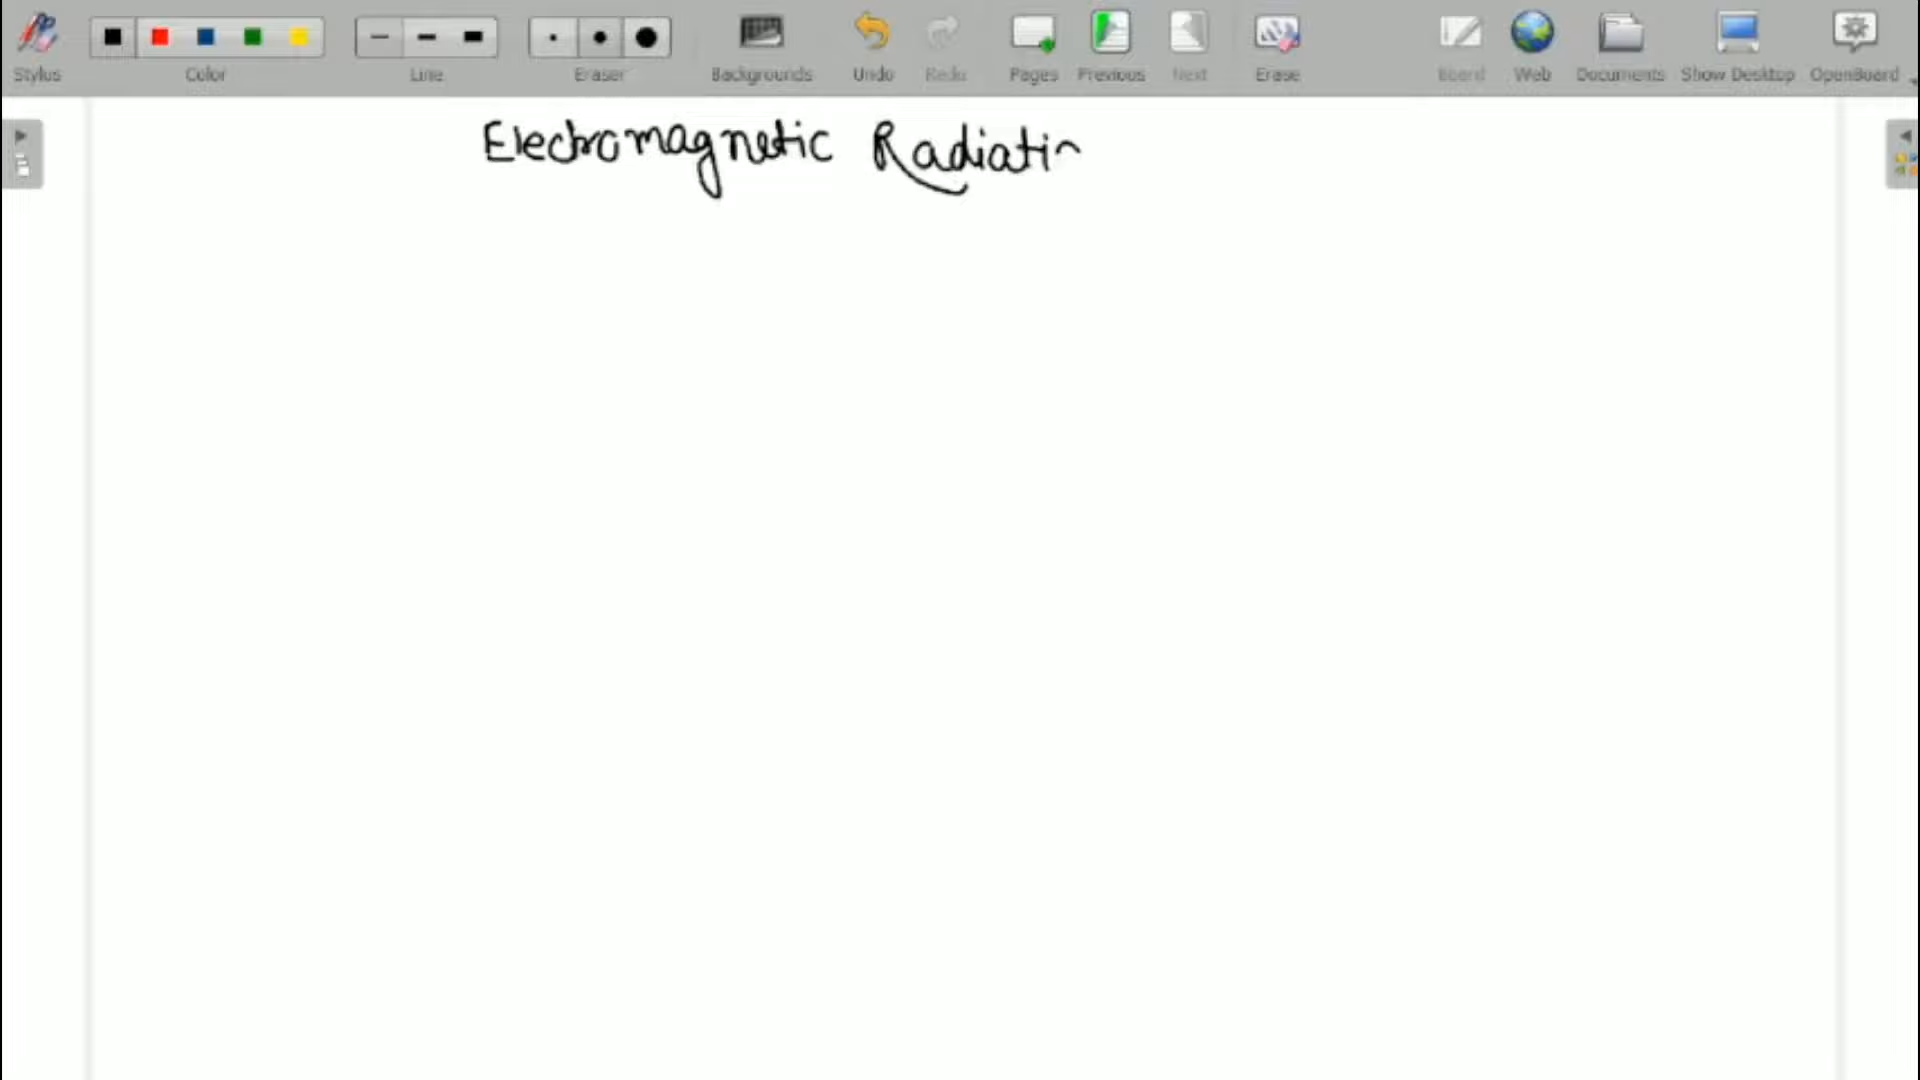 Stylus Color Line Eraser Backgrounds Undo Redo Pages Previous Next Erase Board Web Documents Show Desktop OpenBoard
Electromagnetic Radiatin